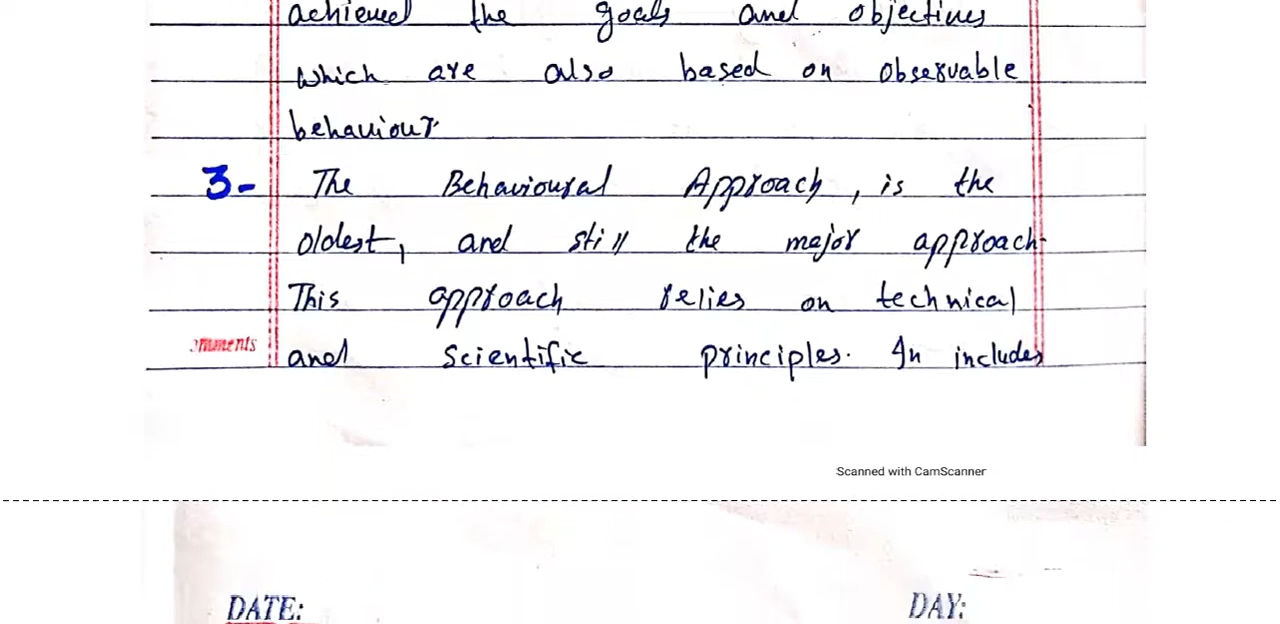 achieved the goals and objectives
which are also based on observable
behaviour.
3- The Behavioural Approach, is the
oldest, and still the major approach.
This approach relies on technical
omments and scientific principles. In includes
Scanned with CamScanner
DATE: DAY: